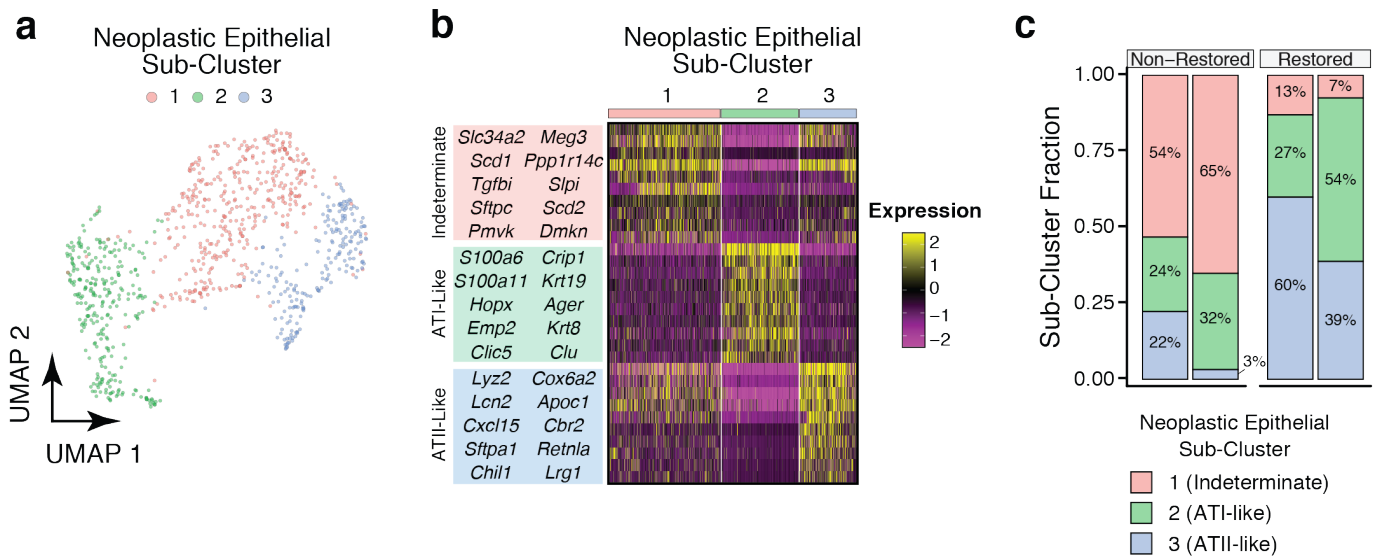 a
Neoplastic Epithelial
Sub-Cluster
1 2 3
UMAP 2
UMAP 1
b
Neoplastic Epithelial
Sub-Cluster
1 2 3
Indeterminate
Slc34a2 Meg3
Scd1 Ppp1r14c
Tgfbi Slpi
Sftpc Scd2
Pmvk Dmkn
ATI-Like
S100a6 Crip1
S100a11 Krt19
Hopx Ager
Emp2 Krt8
Clic5 Clu
ATII-Like
Lyz2 Cox6a2
Lcn2 Apoc1
Cxcl15 Cbr2
Sftpa1 Retnla
Chil1 Lrg1
Expression
2
1
0
−1
−2
c
Non−Restored Restored
Sub-Cluster Fraction
1.00
0.75
0.50
0.25
0.00
54% 65% 13% 7%
24% 32% 27% 54%
22% 3% 60% 39%
Neoplastic Epithelial
Sub-Cluster
1 (Indeterminate)
2 (ATI-like)
3 (ATII-like)